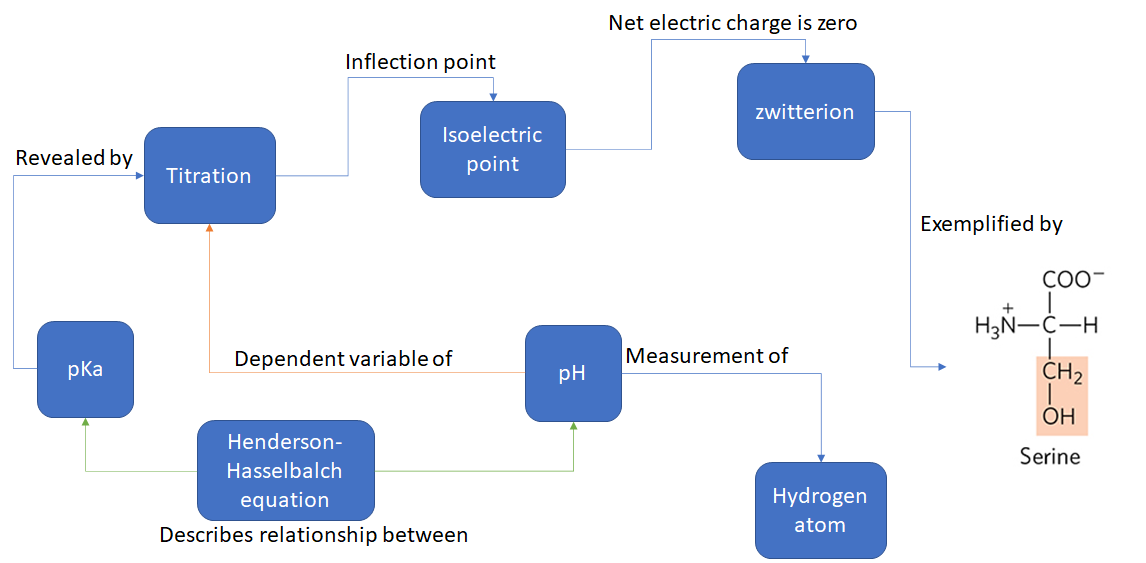 Net electric charge is zero
Inflection point
zwitterion
Isoelectric
point
Revealed by
Titration
Exemplified by
COO⁻
+
H₃N—C—H
CH₂
OH
Serine
pKa
Dependent variable of
pH
Measurement of
Henderson-
Hasselbalch
equation
Describes relationship between
Hydrogen
atom